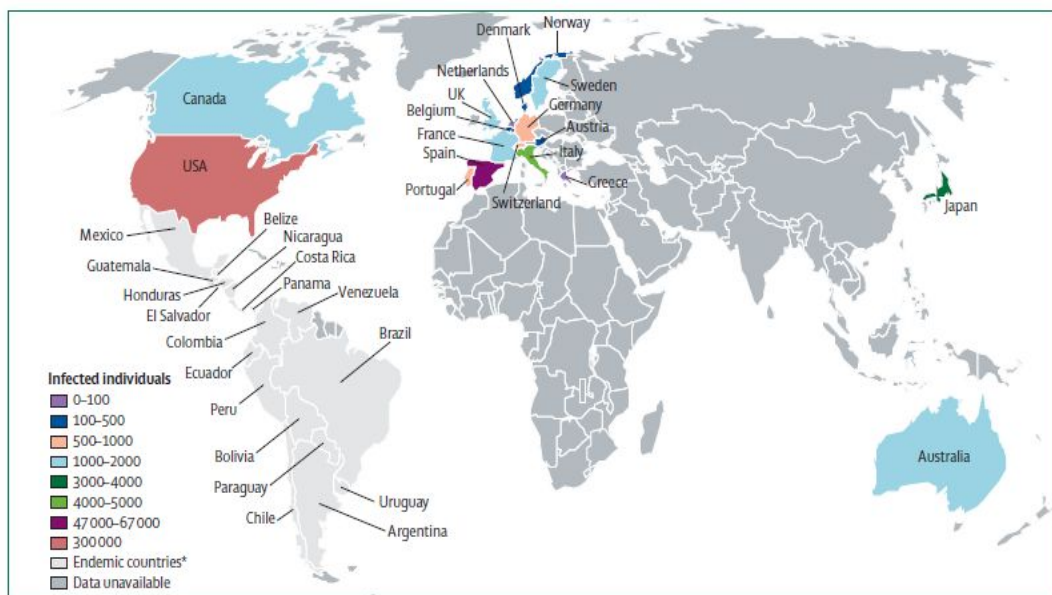 Norway
Denmark
Netherlands
Sweden
UK
Germany
Canada
Belgium
Austria
France
Italy
USA
Spain
Portugal
Greece
Switzerland
Japan
Belize
Mexico
Nicaragua
Costa Rica
Guatemala
Panama
Honduras
Venezuela
El Salvador
Colombia
Brazil
Ecuador
Infected individuals
0–100
100–500
500–1000
1000–2000
3000–4000
4000–5000
47 000–67 000
300 000
Endemic countries*
Data unavailable
Peru
Bolivia
Paraguay
Uruguay
Chile
Argentina
Australia